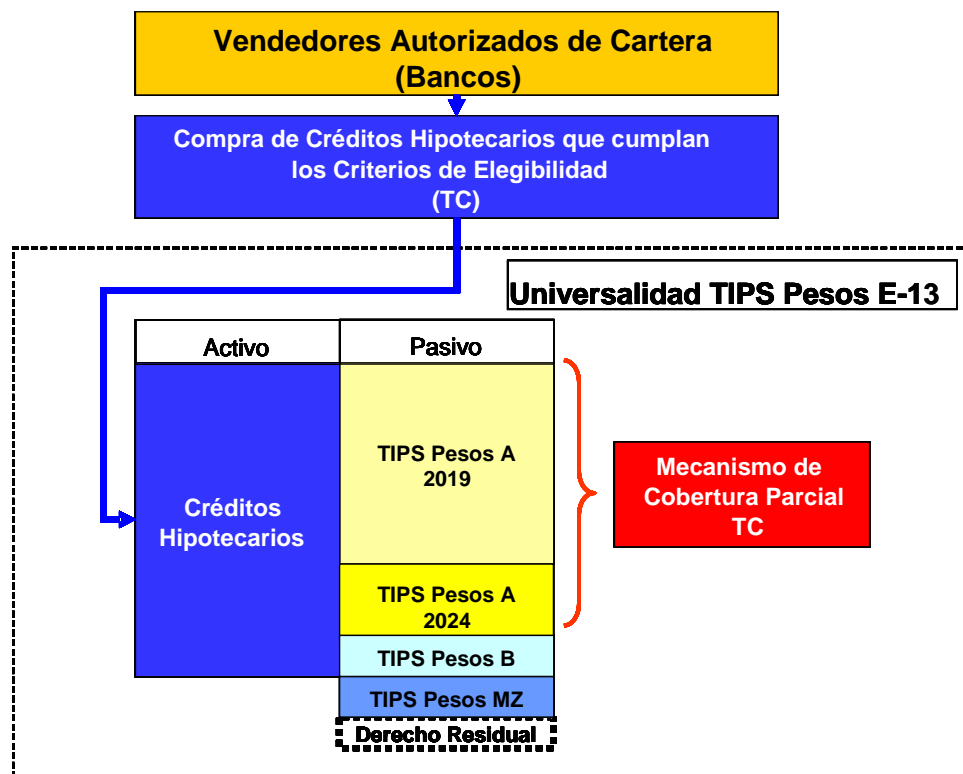 Vendedores Autorizados de Cartera
(Bancos)
Compra de Créditos Hipotecarios que cumplan
los Criterios de Elegibilidad
(TC)
Universalidad TIPS Pesos E-13
Activo
Pasivo
TIPS Pesos A
2019
Créditos
Hipotecarios
Mecanismo de
Cobertura Parcial
TC
TIPS Pesos A
2024
TIPS Pesos B
TIPS Pesos MZ
Derecho Residual